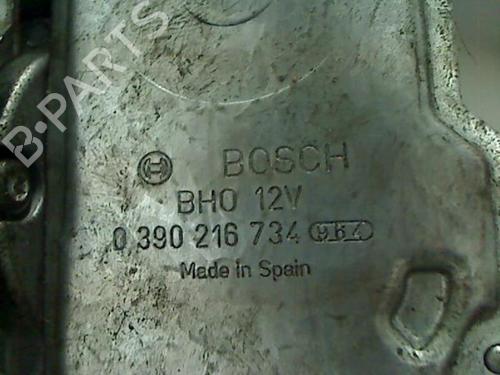 B-PARTS
BOSCH
BHO 12V
0 390 216 734
Made in Spain